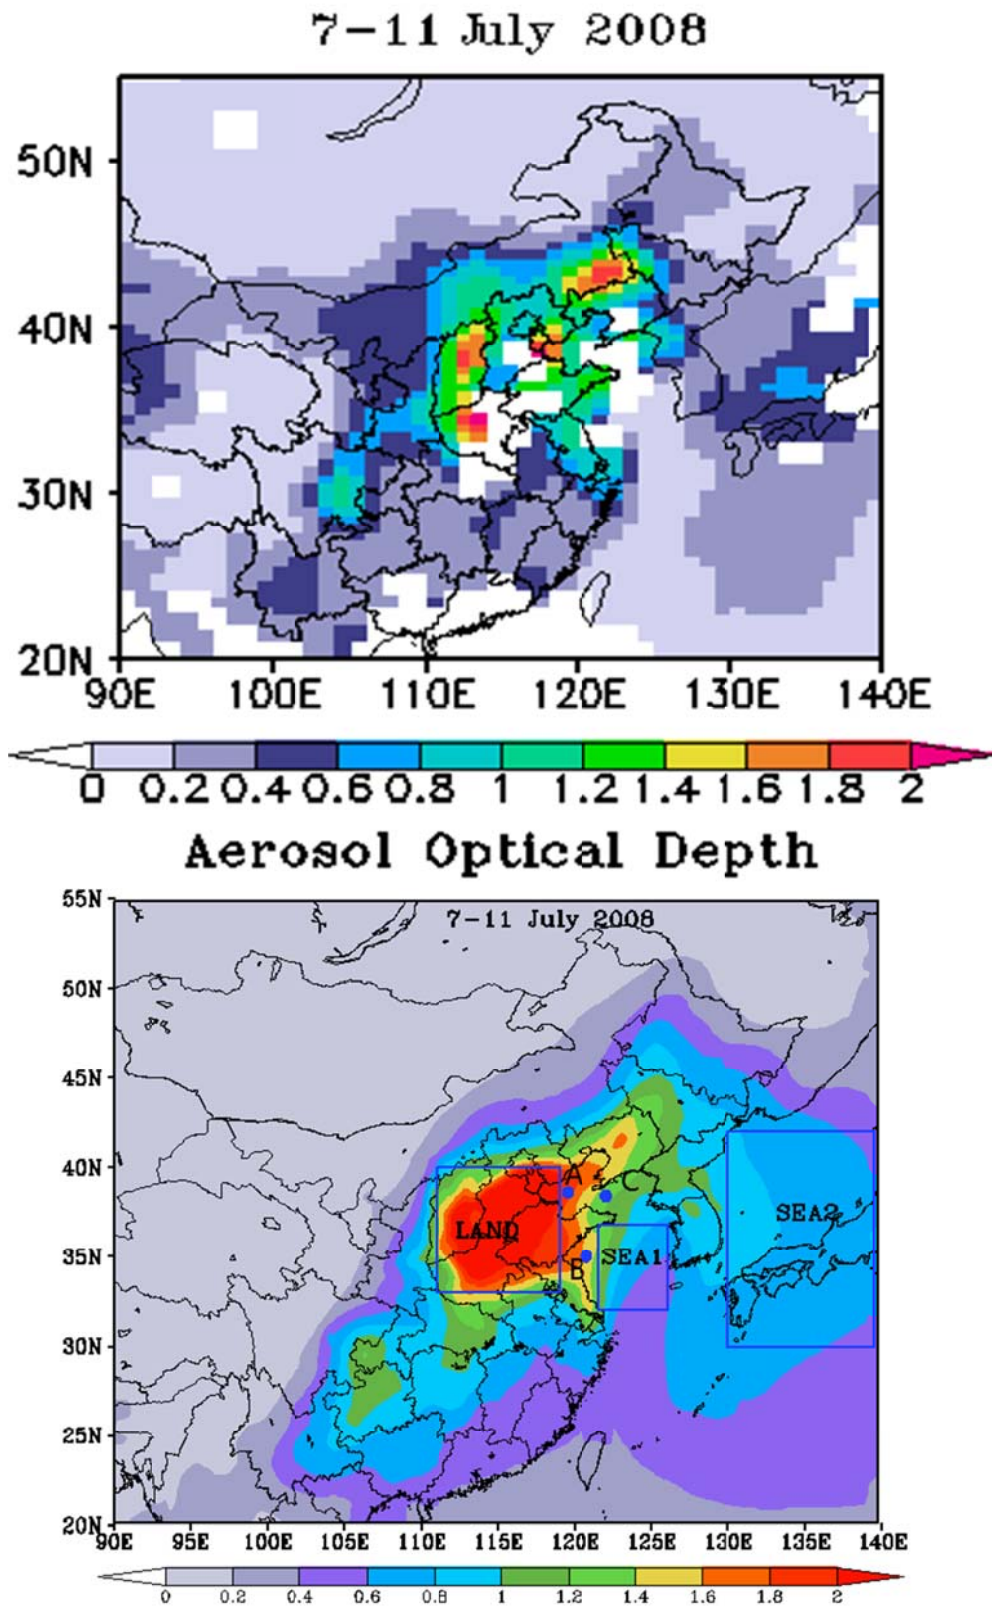 7-11 July 2008
50N
40N
30N
20N
90E 100E 110E 120E 130E 140E
0 0.2 0.4 0.6 0.8 1 1.2 1.4 1.6 1.8 2
Aerosol Optical Depth
55N
7-11 July 2008
50N
45N
40N
A
C
SEA2
LAND
35N
SEA1
B
30N
25N
20N
90E 95E 100E 105E 110E 115E 120E 125E 130E 135E 140E
0 0.2 0.4 0.6 0.8 1 1.2 1.4 1.6 1.8 2